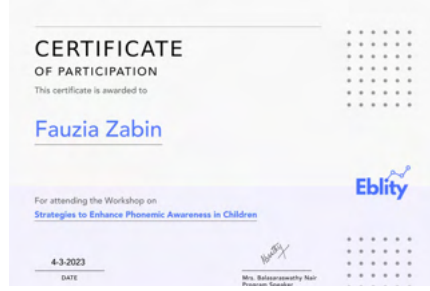 CERTIFICATE
OF PARTICIPATION
This certificate is awarded to
Fauzia Zabin
Eblity
For attending the Workshop on
Strategies to Enhance Phonemic Awareness in Children
4-3-2023
DATE
Mrs. Balasaraswathy Nair
Program Speaker